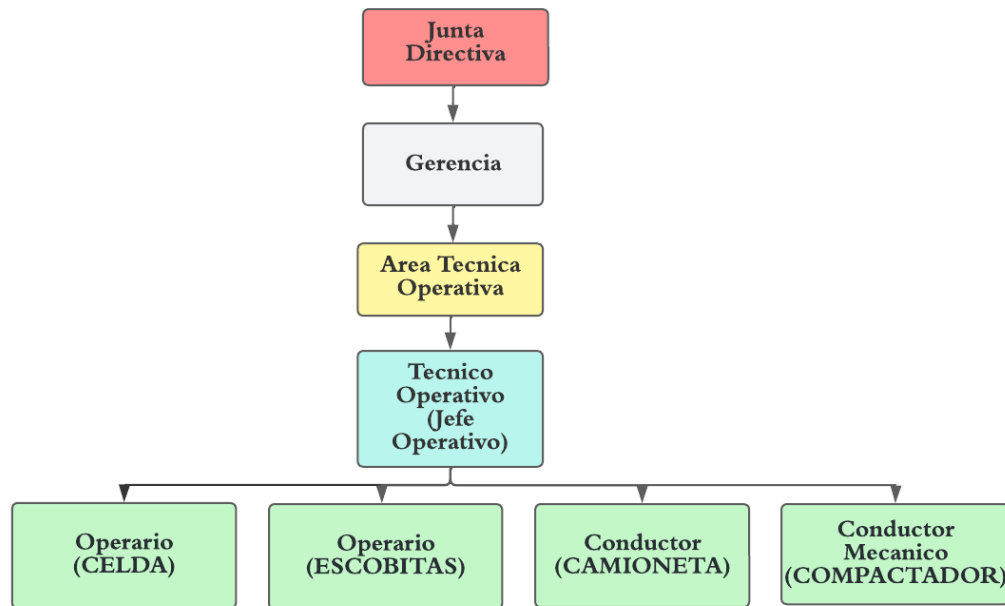 Junta
Directiva
Gerencia
Area Tecnica
Operativa
Tecnico
Operativo
(Jefe
Operativo)
Operario
(CELDA)
Operario
(ESCOBITAS)
Conductor
(CAMIONETA)
Conductor
Mecanico
(COMPACTADOR)